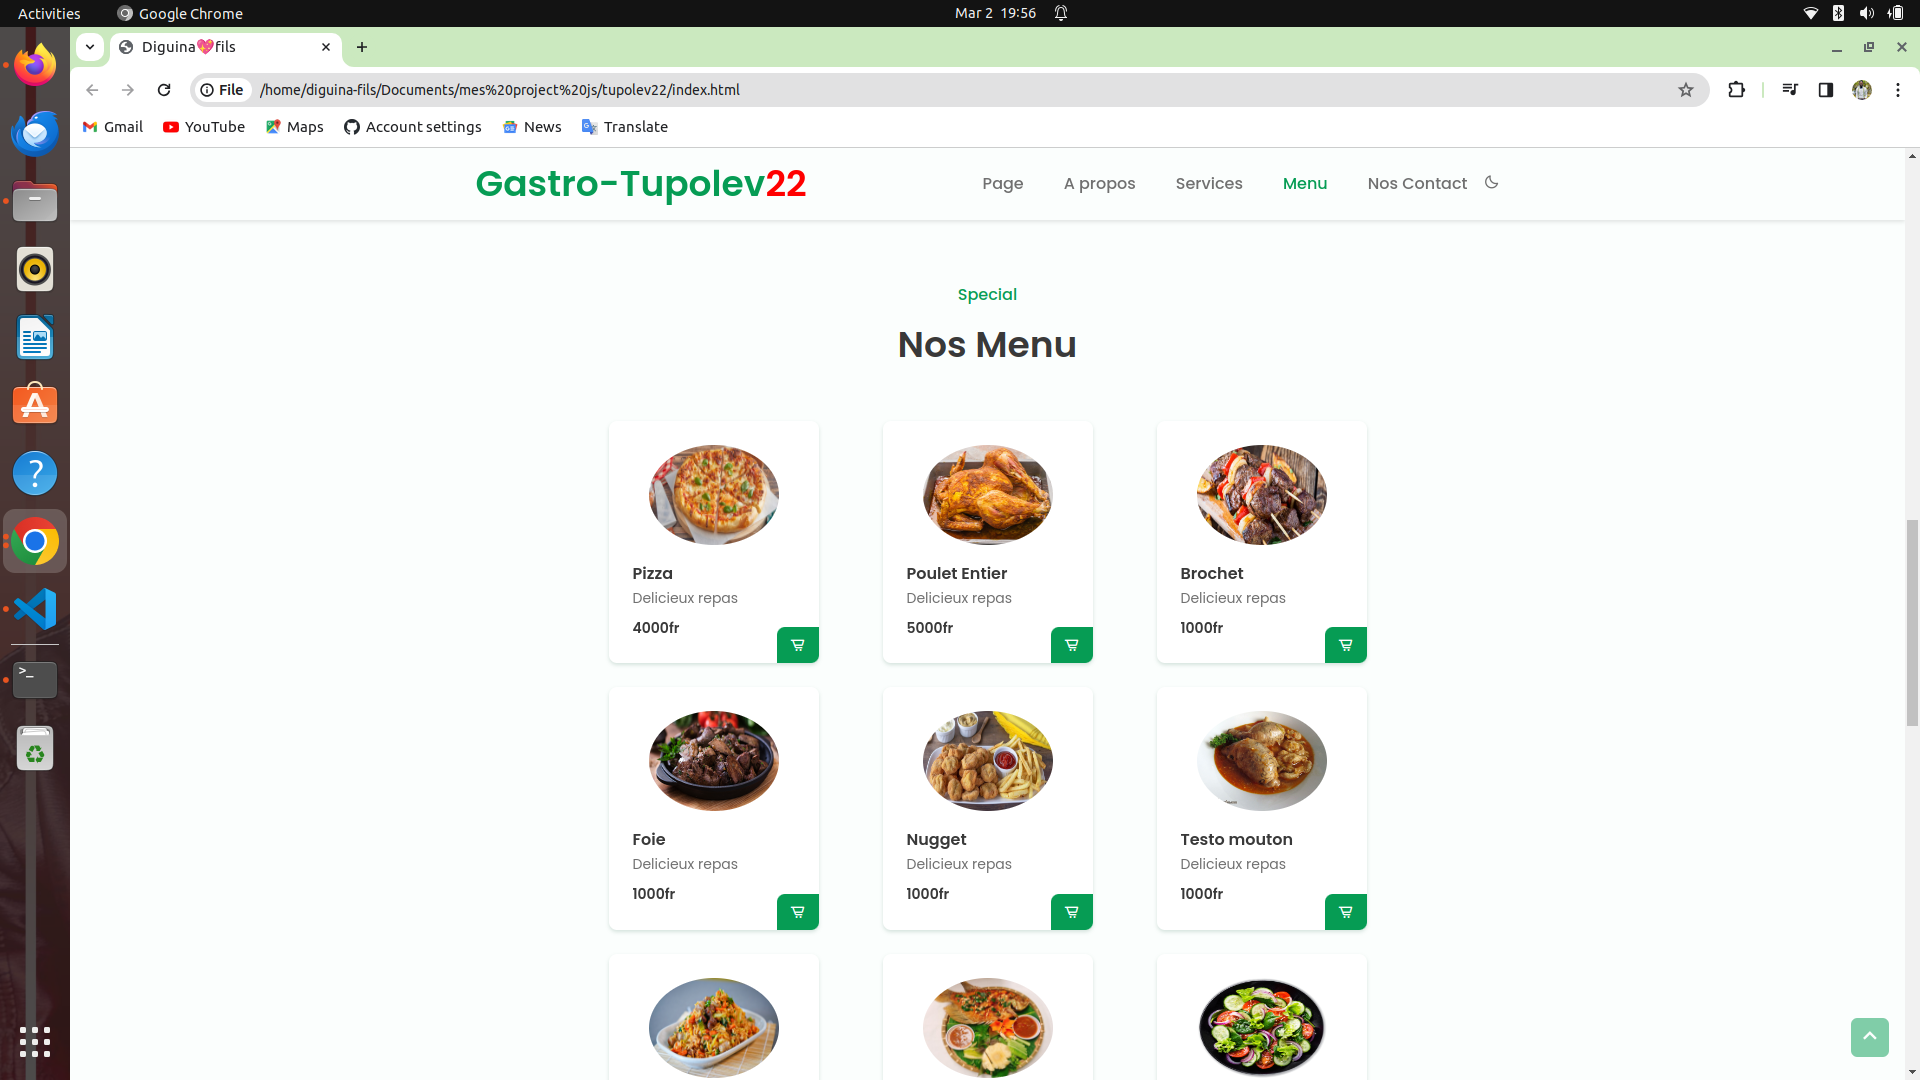 Activities
Google Chrome
Mar 2 19:56
Diguina💖fils
File
/home/diguina-fils/Documents/mes%20project%20js/tupolev22/index.html
Gmail
YouTube
Maps
Account settings
News
Translate
Gastro-Tupolev22
Page
A propos
Services
Menu
Nos Contact
Special
Nos Menu
Pizza
Delicieux repas
4000fr
Poulet Entier
Delicieux repas
5000fr
Brochet
Delicieux repas
1000fr
Foie
Delicieux repas
1000fr
Nugget
Delicieux repas
1000fr
Testo mouton
Delicieux repas
1000fr